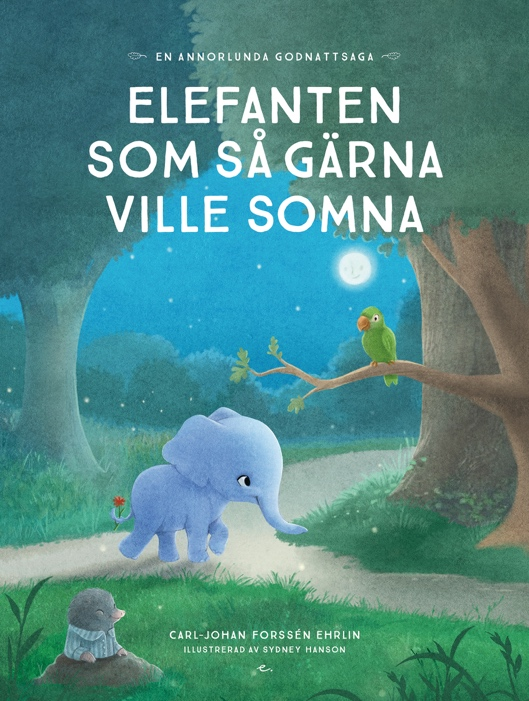 EN ANNORLUNDA GODNATTSAGA
ELEFANTEN
SOM SÅ GÄRNA
VILLE SOMNA
CARL-JOHAN FORSSÉN EHRLIN
ILLUSTRERAD AV SYDNEY HANSON
e.